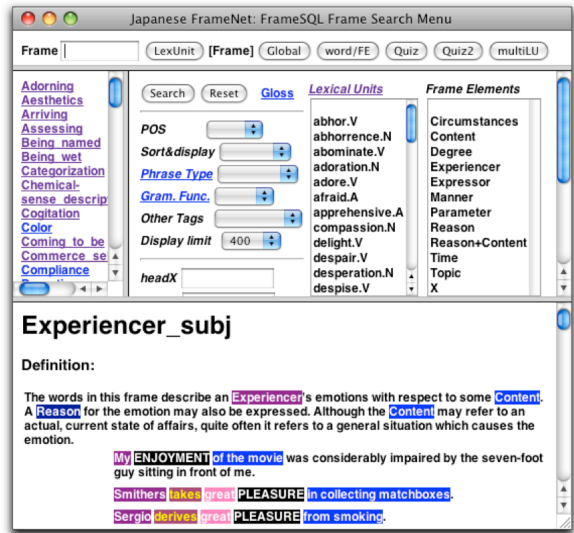 Japanese FrameNet: FrameSQL Frame Search Menu
Frame LexUnit [Frame] Global word/FE Quiz Quiz2 multiLU
Adorning
Aesthetics
Arriving
Assessing
Being_named
Being_wet
Categorization
Chemical-
sense_descrip
Cogitation
Color
Coming_to_be
Commerce_se
Compliance
Search Reset Gloss
POS
Sort&display
Phrase Type
Gram. Func.
Other Tags
Display limit 400
headX
Lexical Units
abhor.V
abhorrence.N
abominate.V
adoration.N
adore.V
afraid.A
apprehensive.A
compassion.N
delight.V
despair.V
desperation.N
despise.V
Frame Elements
Circumstances
Content
Degree
Experiencer
Expressor
Manner
Parameter
Reason
Reason+Content
Time
Topic
X
Experiencer_subj
Definition:
The words in this frame describe an Experiencer's emotions with respect to some Content.
A Reason for the emotion may also be expressed. Although the Content may refer to an
actual, current state of affairs, quite often it refers to a general situation which causes the
emotion.
My ENJOYMENT of the movie was considerably impaired by the seven-foot
guy sitting in front of me.
Smithers takes great PLEASURE in collecting matchboxes.
Sergio derives great PLEASURE from smoking.